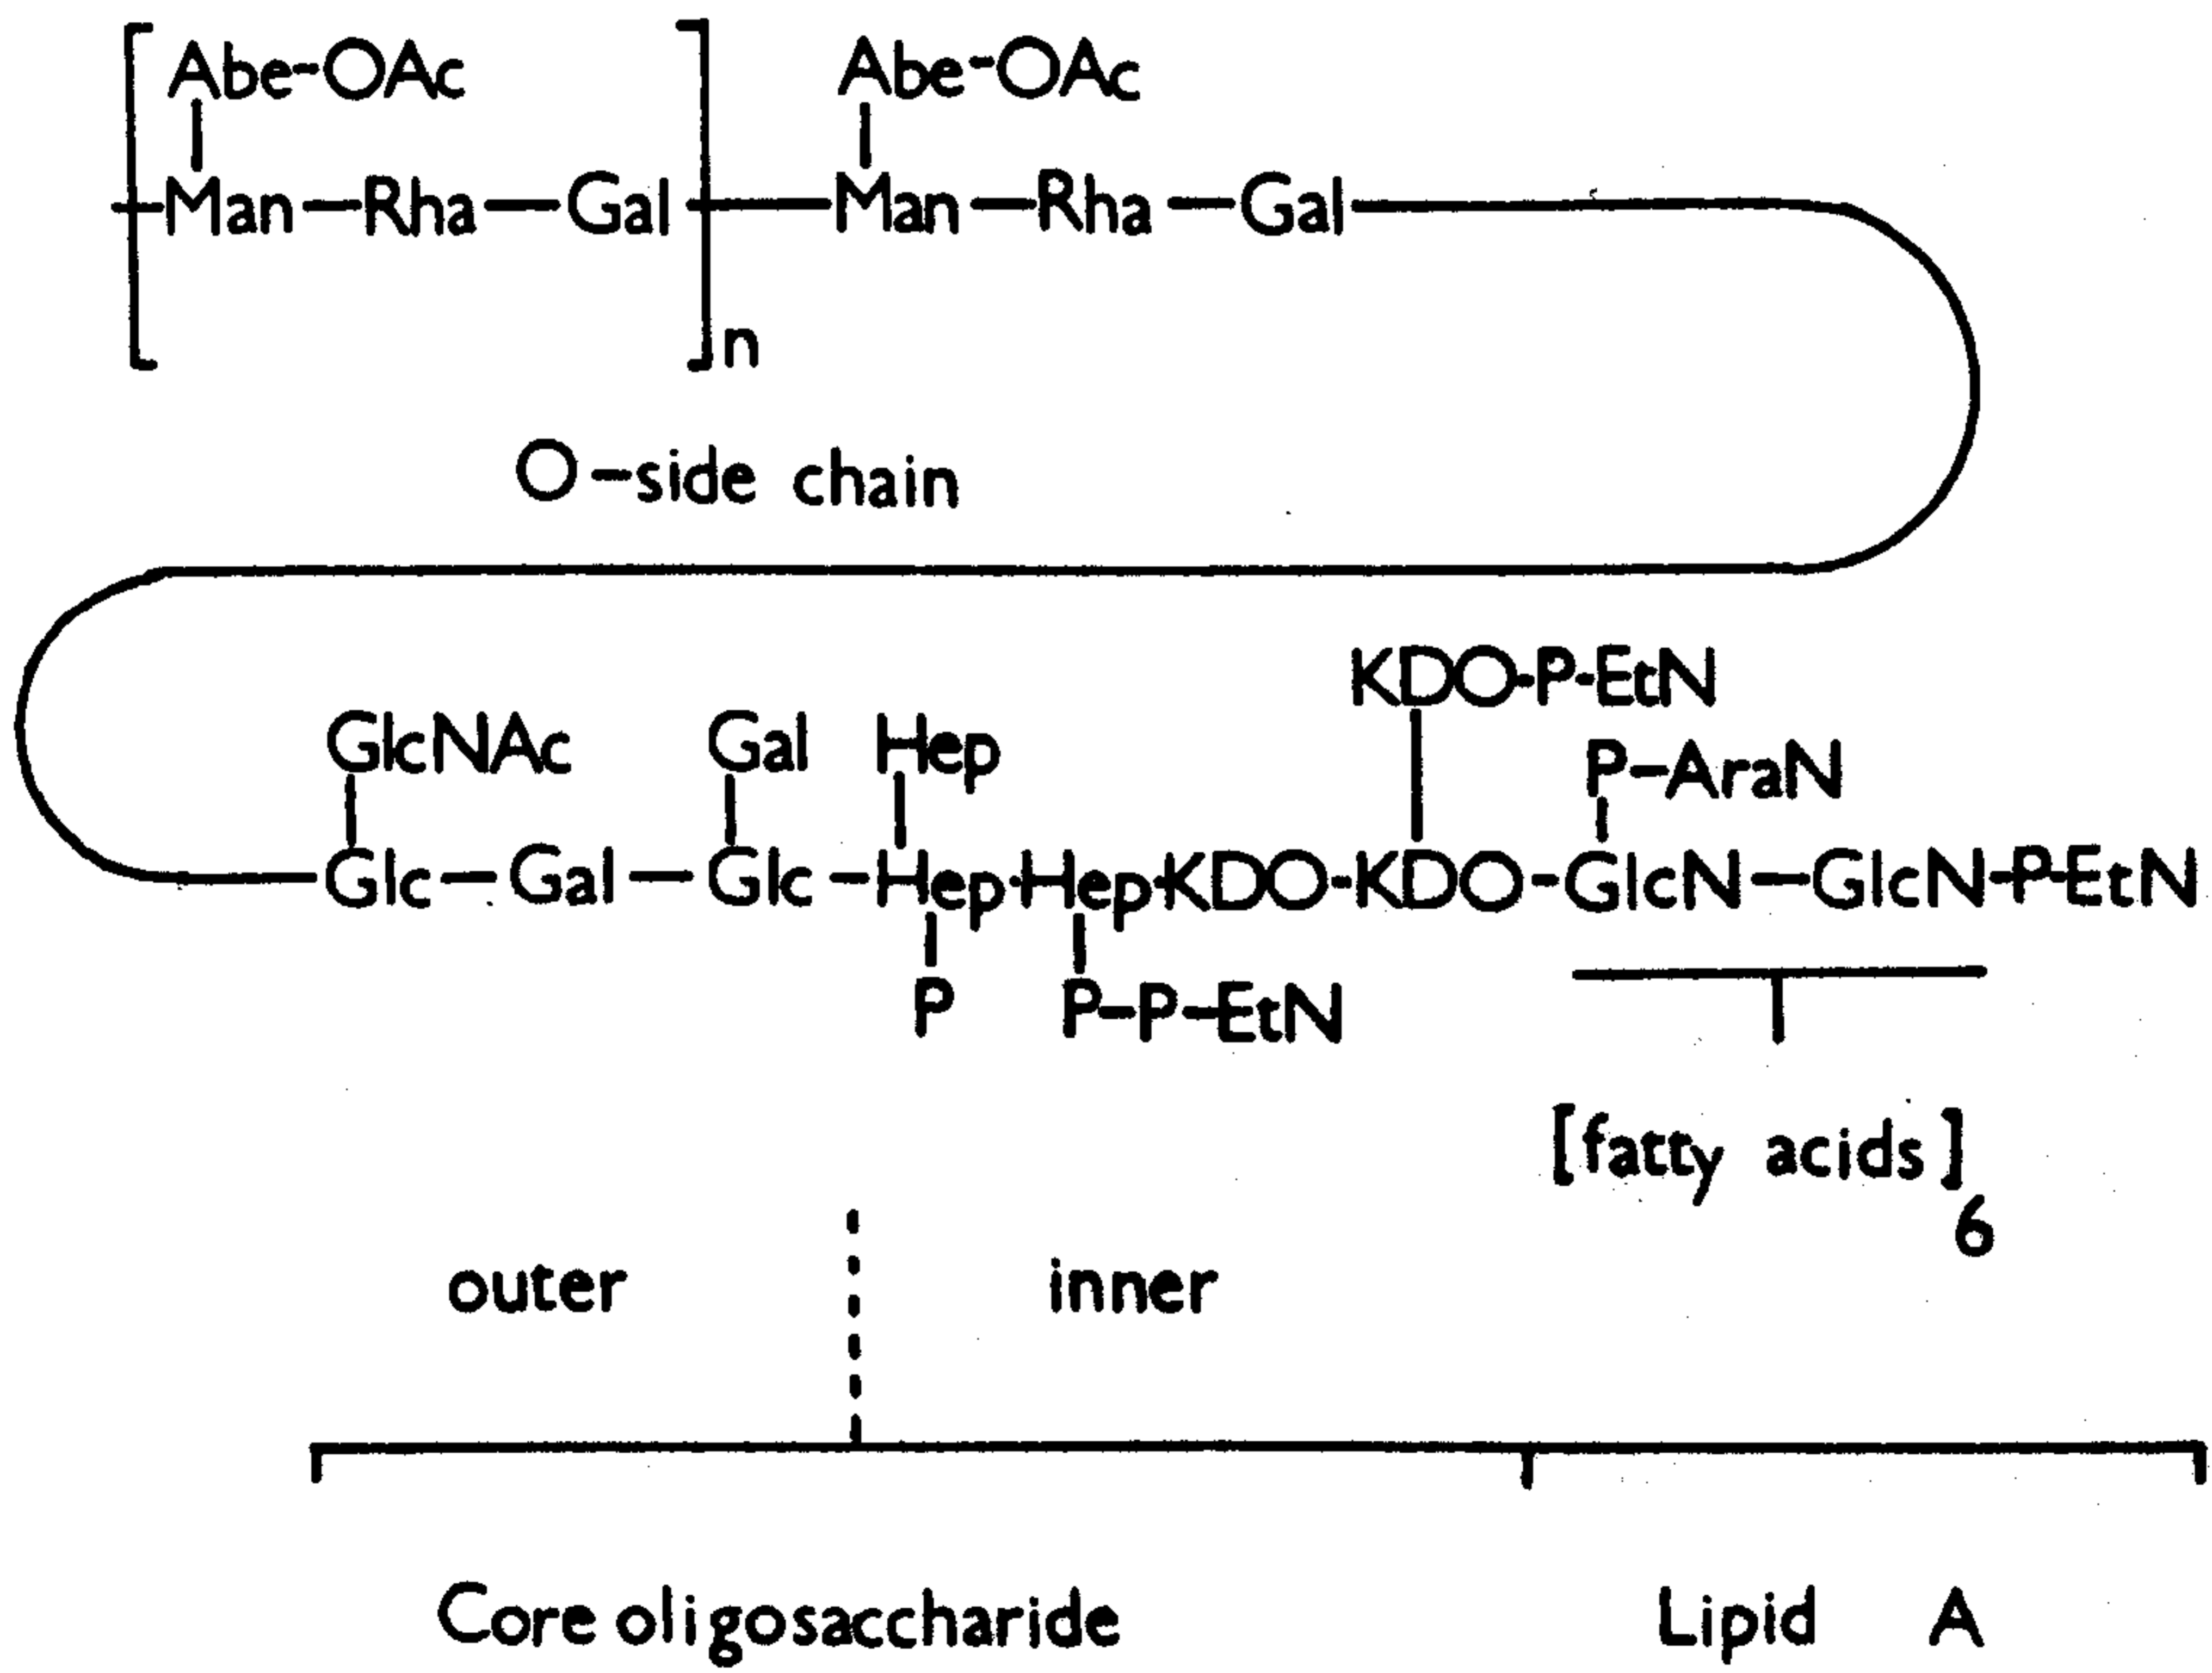 Abe-OAc Abe-OAc
Man-Rha-Gal Man-Rha-Gal
n
O-side chain
KDO-P-EtN
GlcNAc Gal Hep P-AraN
Glc-Gal-Glc-Hep-Hep-KDO-KDO-GlcN-GlcN-P-EtN
P P-P-EtN
[fatty acids]6
outer inner
Core oligosaccharide Lipid A